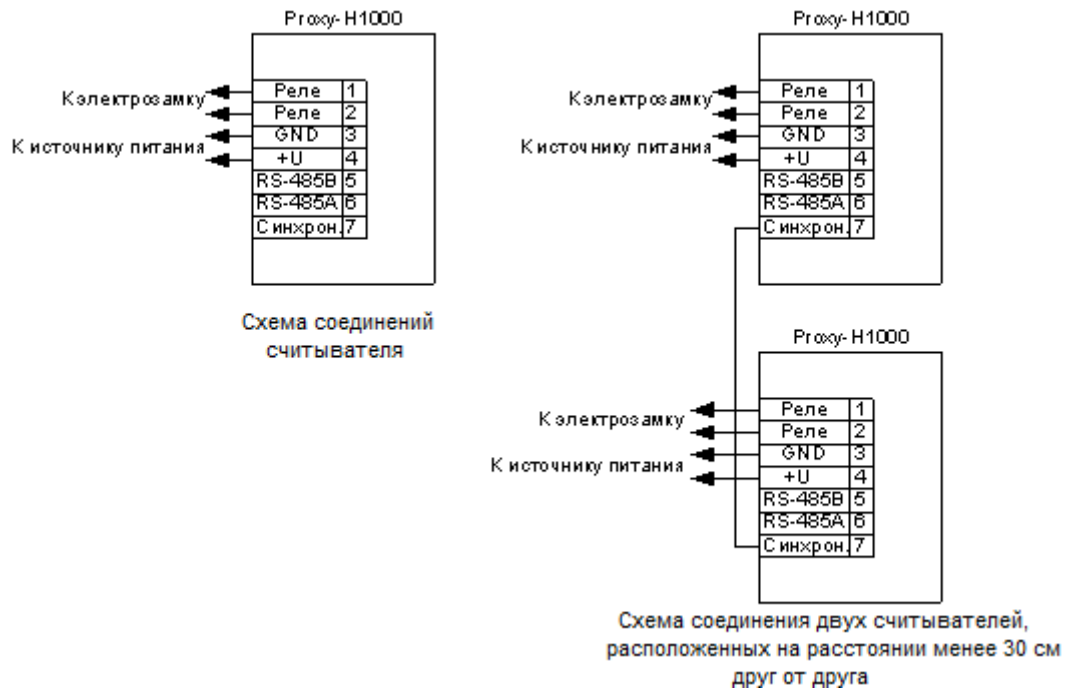 Proxy-H1000
К электрозамку
К источнику питания
Реле 1
Реле 2
GND 3
+U 4
RS-485B 5
RS-485A 6
Синхрон. 7
Схема соединений
считывателя
Proxy-H1000
К электрозамку
К источнику питания
Реле 1
Реле 2
GND 3
+U 4
RS-485B 5
RS-485A 6
Синхрон. 7
Proxy-H1000
К электрозамку
К источнику питания
Реле 1
Реле 2
GND 3
+U 4
RS-485B 5
RS-485A 6
Синхрон. 7
Схема соединения двух считывателей,
расположенных на расстоянии менее 30 см
друг от друга